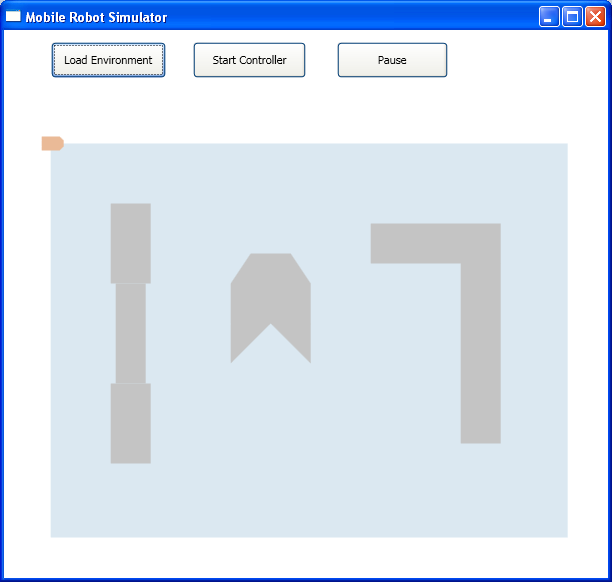 Mobile Robot Simulator
Load Environment
Start Controller
Pause